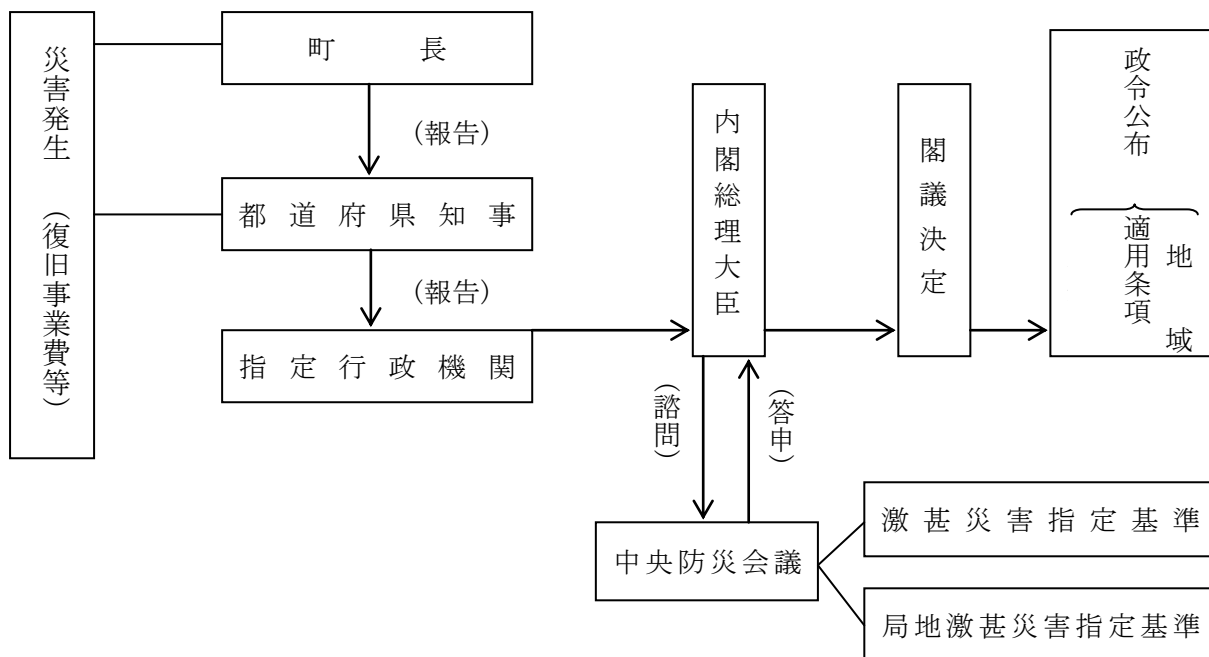 災害発生 (復旧事業費等)
町長
(報告)
都道府県知事
(報告)
指定行政機関
内閣総理大臣
(諮問)
(答申)
中央防災会議
激甚災害指定基準
局地激甚災害指定基準
閣議決定
政令公布
地域
適用条項